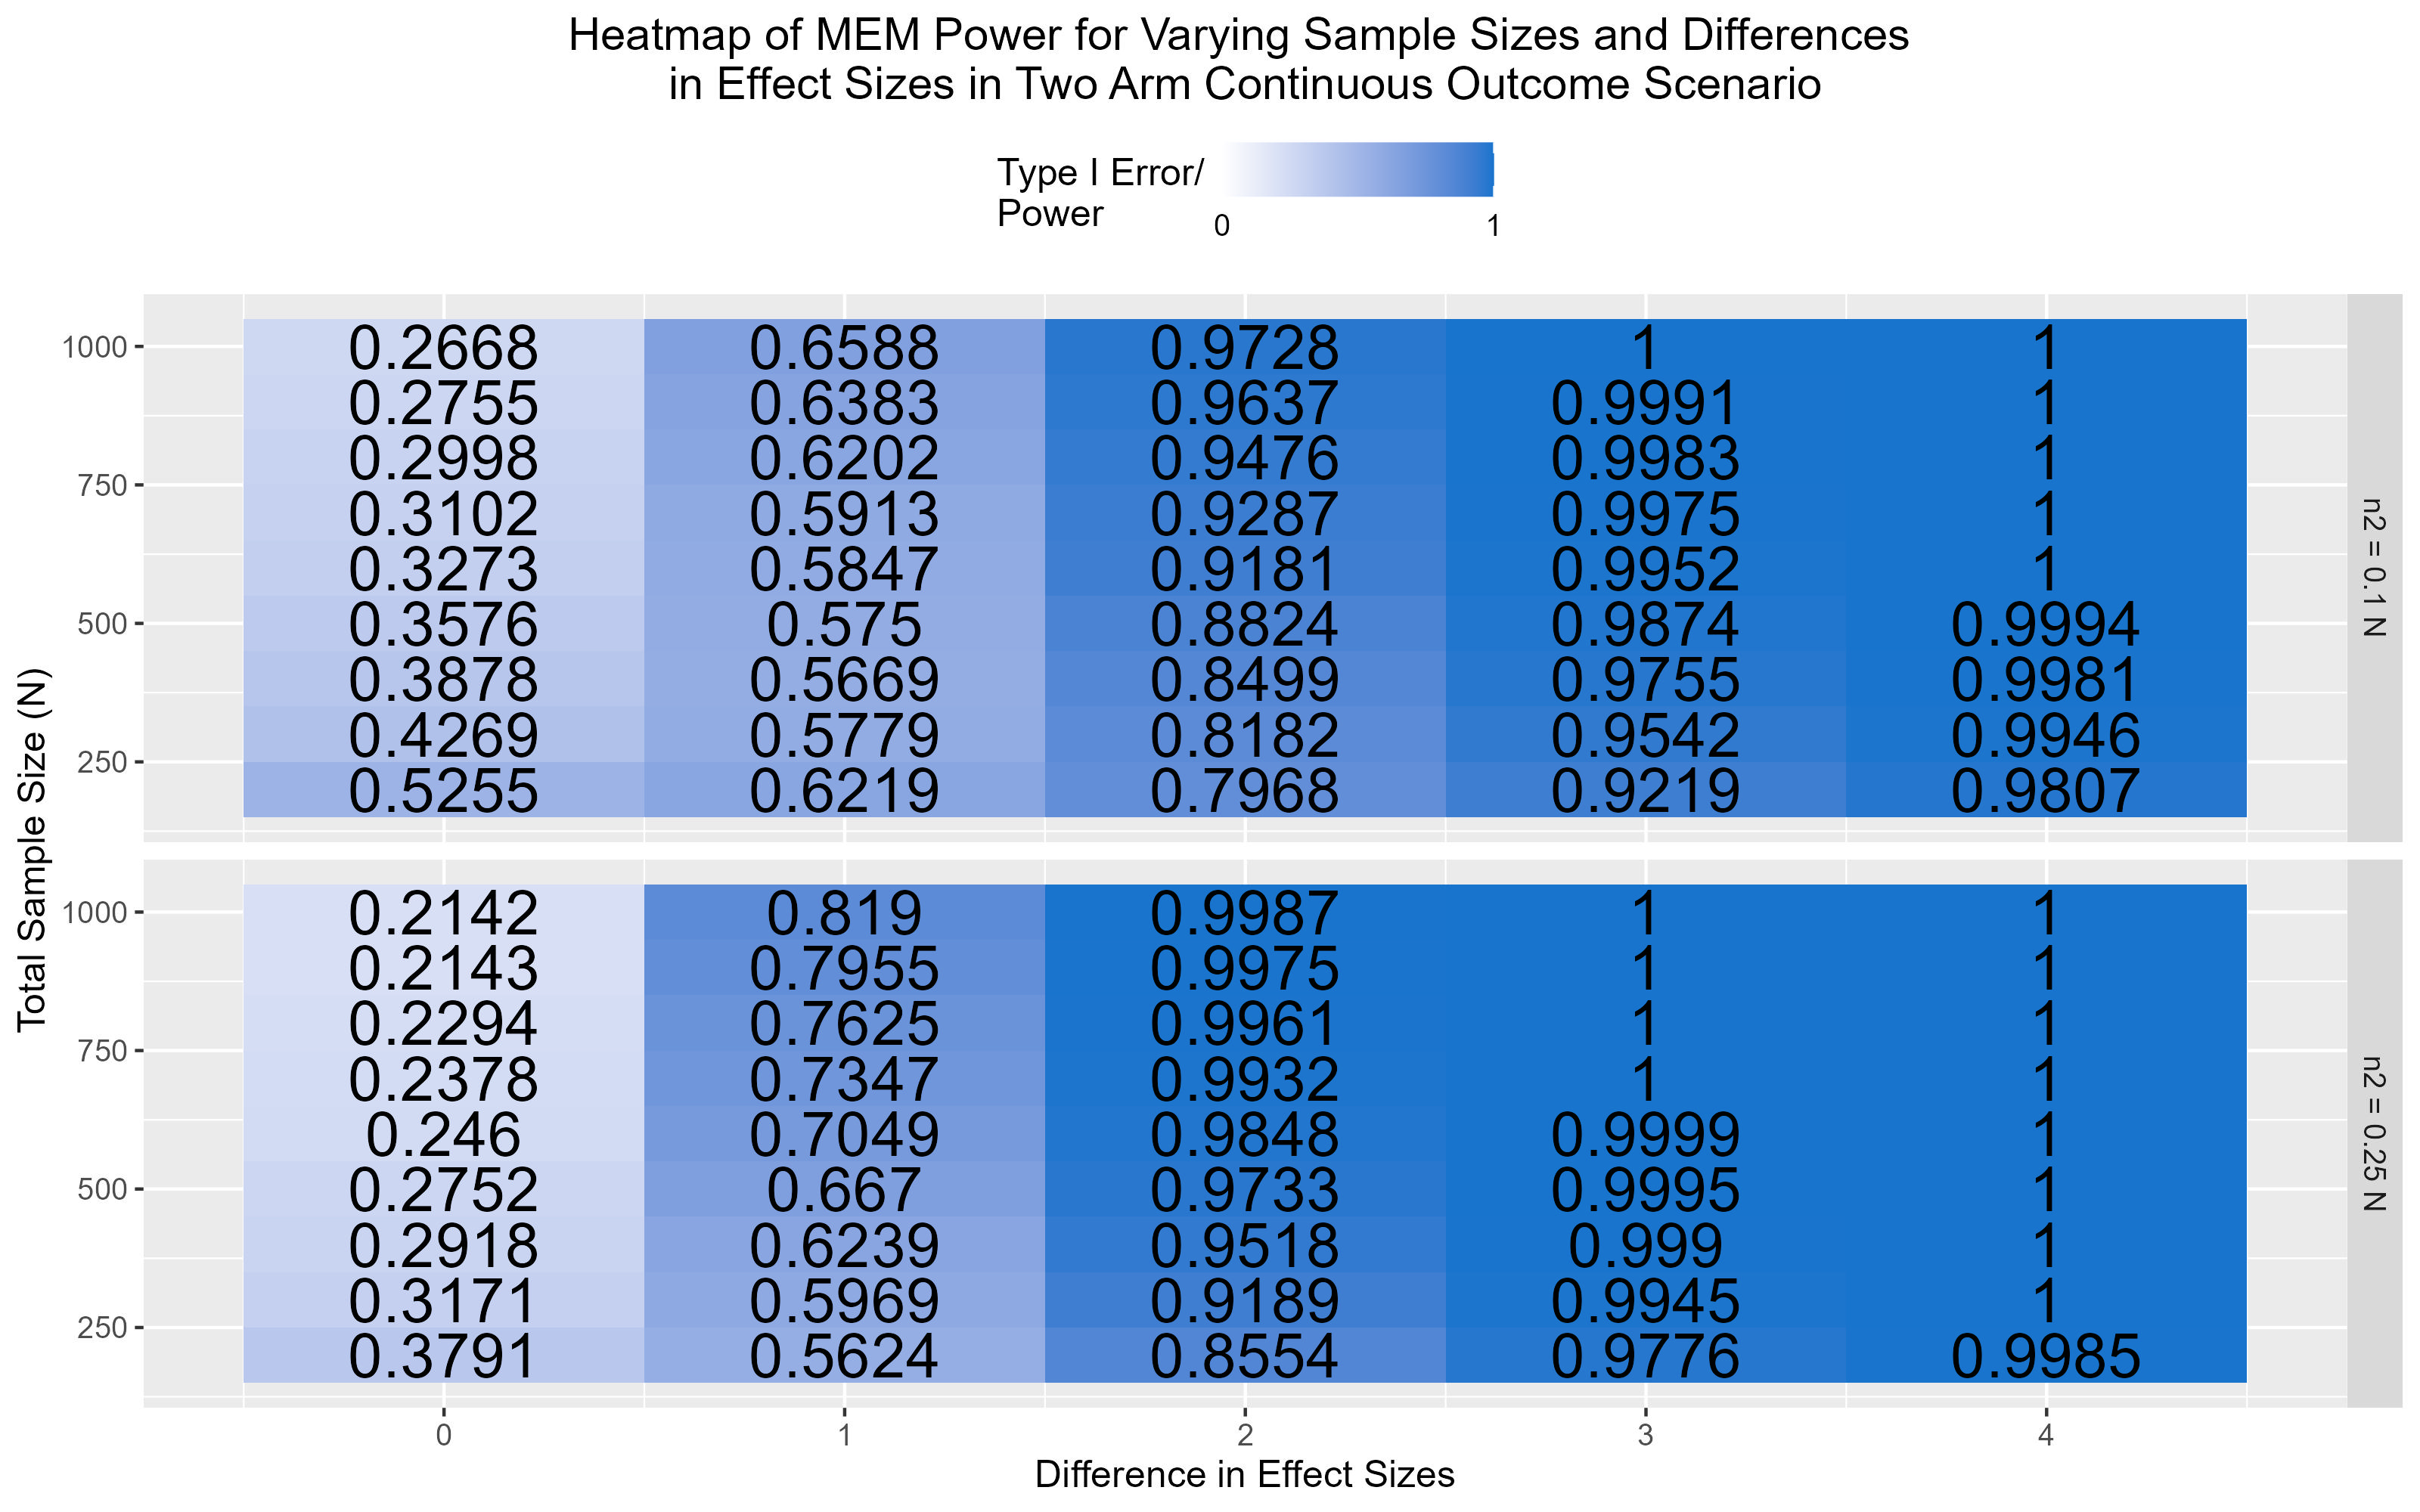 Heatmap of MEM Power for Varying Sample Sizes and Differences
in Effect Sizes in Two Arm Continuous Outcome Scenario
Type I Error/
Power
0 1
Total Sample Size (N)
1000 0.2668 0.6588 0.9728 1 1
0.2755 0.6383 0.9637 0.9991 1
0.2998 0.6202 0.9476 0.9983 1
750
0.3102 0.5913 0.9287 0.9975 1
0.3273 0.5847 0.9181 0.9952 1
500 0.3576 0.575 0.8824 0.9874 0.9994
0.3878 0.5669 0.8499 0.9755 0.9981
0.4269 0.5779 0.8182 0.9542 0.9946
250
0.5255 0.6219 0.7968 0.9219 0.9807
n2 = 0.1 N
1000 0.2142 0.819 0.9987 1 1
0.2143 0.7955 0.9975 1 1
0.2294 0.7625 0.9961 1 1
750
0.2378 0.7347 0.9932 1 1
0.246 0.7049 0.9848 0.9999 1
500 0.2752 0.667 0.9733 0.9995 1
0.2918 0.6239 0.9518 0.999 1
0.3171 0.5969 0.9189 0.9945 1
250
0.3791 0.5624 0.8554 0.9776 0.9985
n2 = 0.25 N
0 1 2 3 4
Difference in Effect Sizes